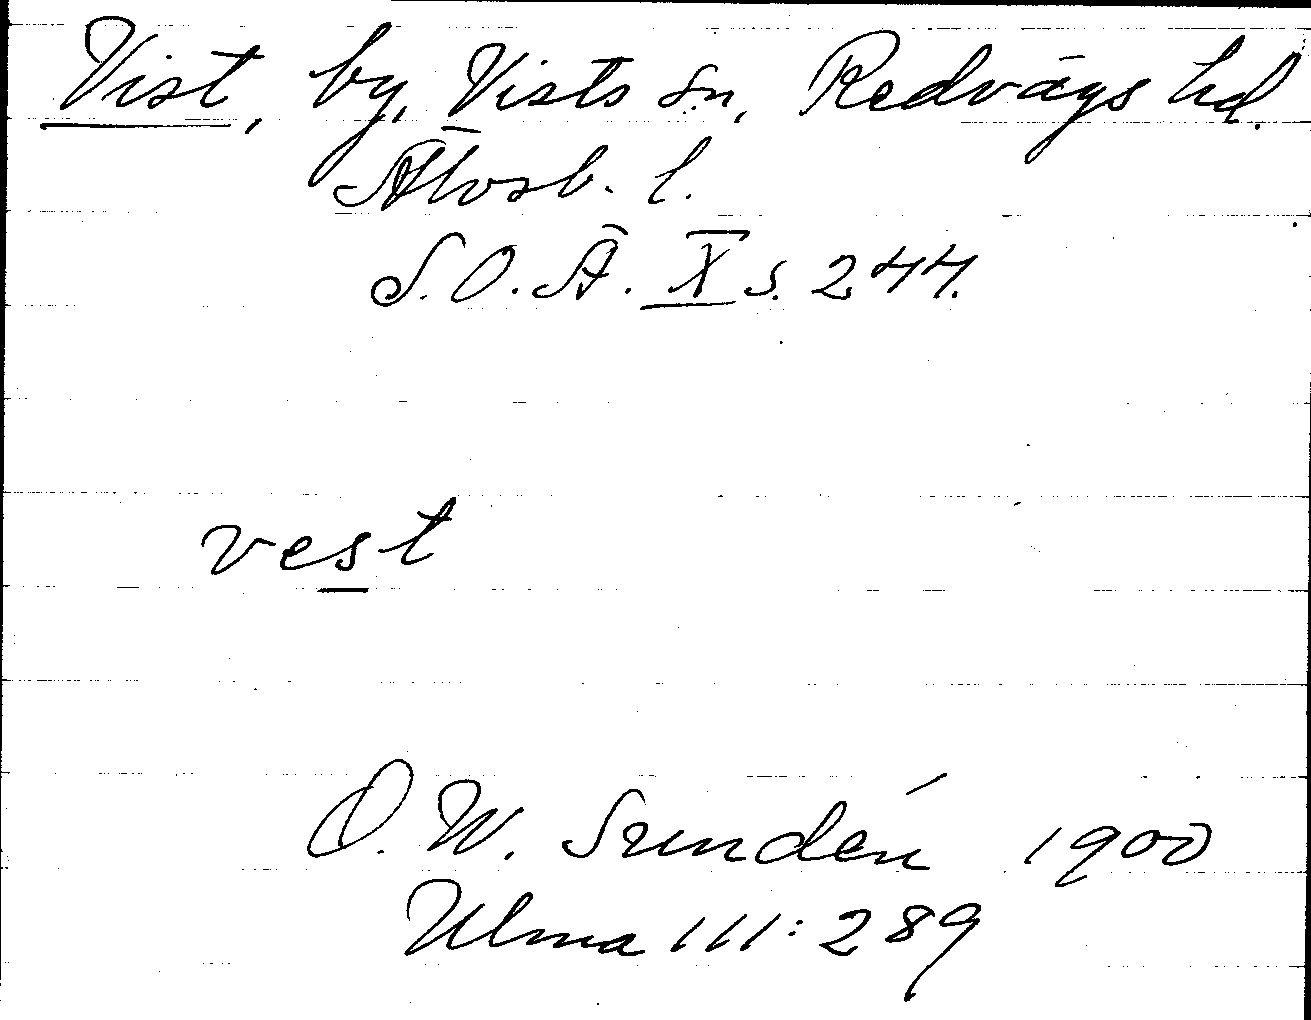 Vist, by, Vists sn, Redvägs hd.
Älvsb. l.
S.O.Ä. X s. 244.
vest
O. W. Sundén 1900
Ulma 111:289